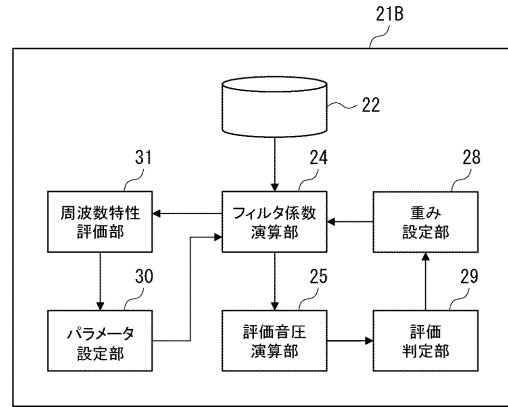 21B
22
31
24
28
周波数特性
評価部
フィルタ係数
演算部
重み
設定部
30
25
29
パラメータ
設定部
評価音圧
演算部
評価
判定部